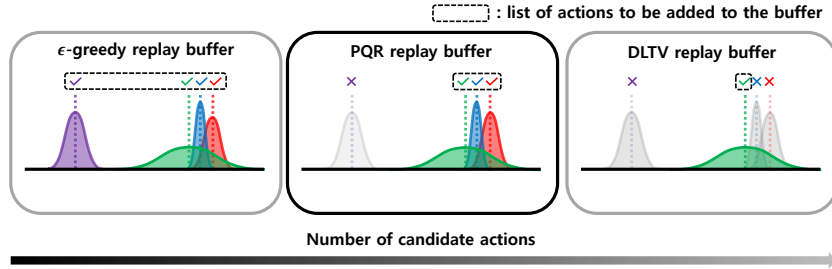 : list of actions to be added to the buffer
ϵ-greedy replay buffer
PQR replay buffer
DLTV replay buffer
Number of candidate actions